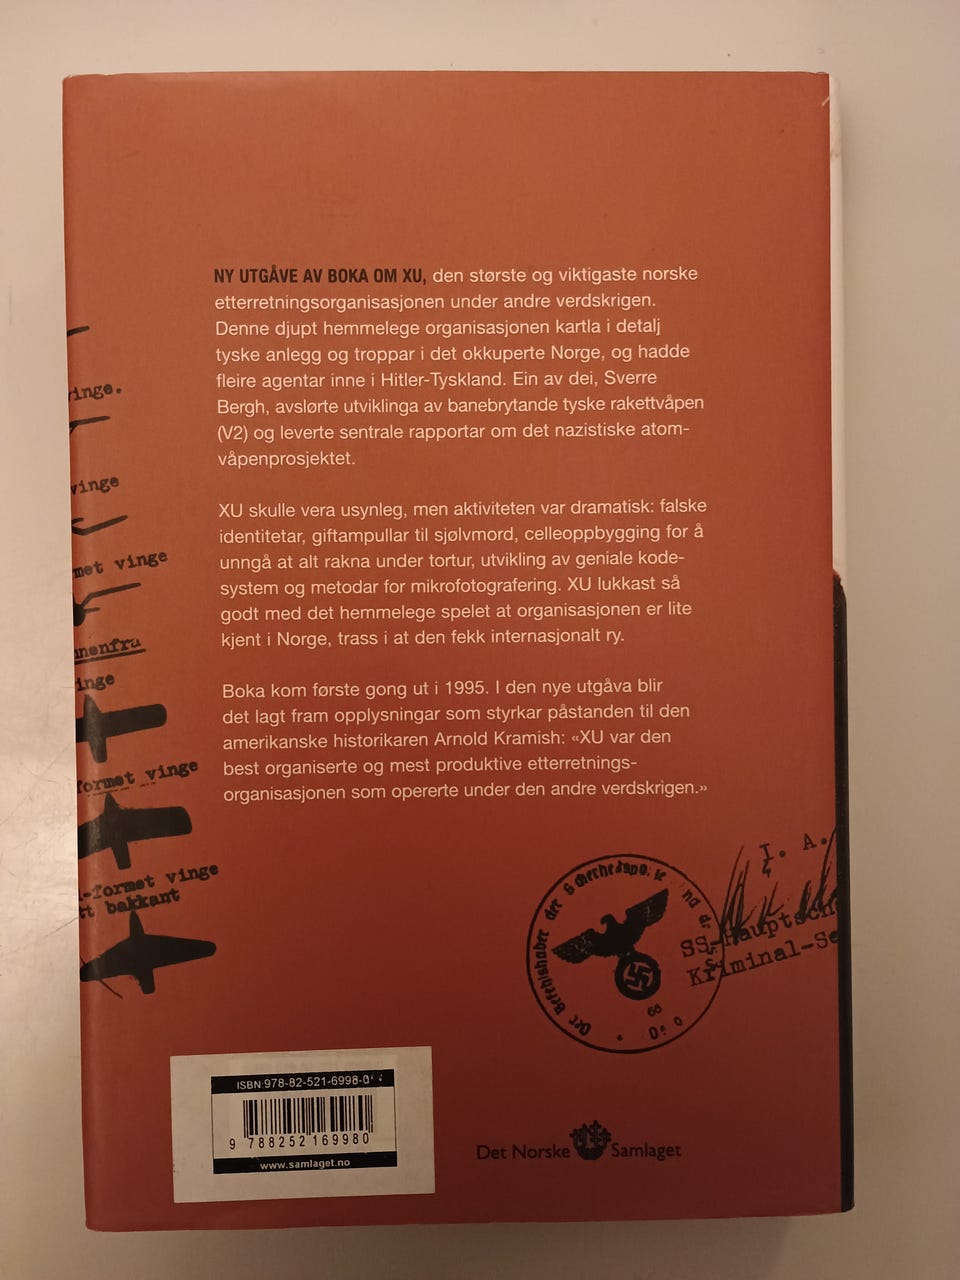 NY UTGÅVE AV BOKA OM XU, den største og viktigaste norske
etterretningsorganisasjonen under andre verdskrigen.
Denne djupt hemmelege organisasjonen kartla i detalj
tyske anlegg og troppar i det okkuperte Norge, og hadde
fleire agentar inne i Hitler-Tyskland. Ein av dei, Sverre
Bergh, avslørte utviklinga av banebrytande tyske rakettvåpen
(V2) og leverte sentrale rapportar om det nazistiske atom-
våpenprosjektet.
XU skulle vera usynleg, men aktiviteten var dramatisk: falske
identitetar, giftampullar til sjølvmord, celleoppbygging for å
unngå at alt rakna under tortur, utvikling av geniale kode-
system og metodar for mikrofotografering. XU lukkast så
godt med det hemmelege spelet at organisasjonen er lite
kjent i Norge, trass i at den fekk internasjonalt ry.
Boka kom første gong ut i 1995. I den nye utgåva blir
det lagt fram opplysningar som styrkar påstanden til den
amerikanske historikaren Arnold Kramish: «XU var den
best organiserte og mest produktive etterretnings-
organisasjonen som opererte under den andre verdskrigen.»
vinge.
vinge
met vinge
nnenfra
inge
formet vinge
-formet vinge
tt bakkant
I. A.
SS-Hauptsch
Kriminal-Se
Der Befehlshaber der
66
ISBN:978-82-521-6998-0
9 788252 169980
www.samlaget.no
Det Norske Samlaget